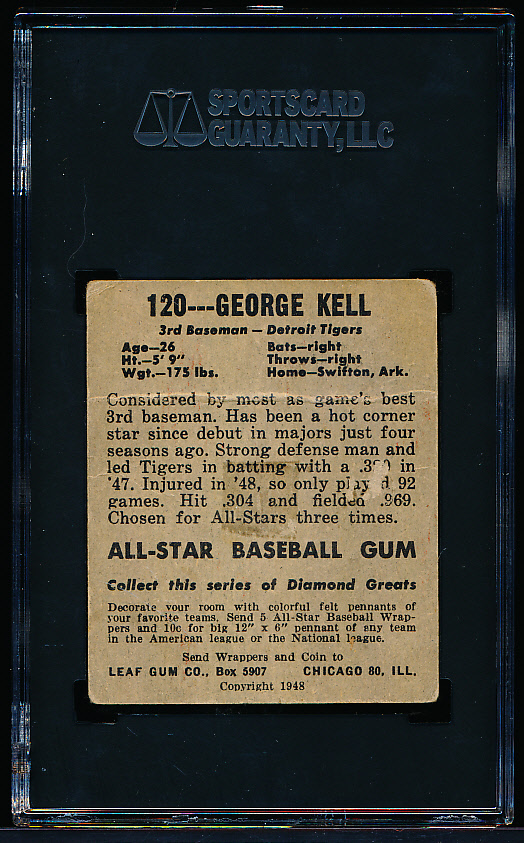 SPORTSCARD
GUARANTY, LLC
120---GEORGE KELL
3rd Baseman — Detroit Tigers
Age—26 Bats—right
Ht.—5' 9" Throws—right
Wgt.—175 lbs. Home—Swifton, Ark.
Considered by most as game's best
3rd baseman. Has been a hot corner
star since debut in majors just four
seasons ago. Strong defense man and
led Tigers in batting with a in
'47. Injured in '48, so only played 92
games. Hit .304 and fielded .969.
Chosen for All-Stars three times.
ALL-STAR BASEBALL GUM
Collect this series of Diamond Greats
Decorate your room with colorful felt pennants of
your favorite teams. Send 5 All-Star Baseball Wrap-
pers and 10c for big 12" x 6" pennant of any team
in the American league or the National league.
Send Wrappers and Coin to
LEAF GUM CO., Box 5907 CHICAGO 80, ILL.
Copyright 1948